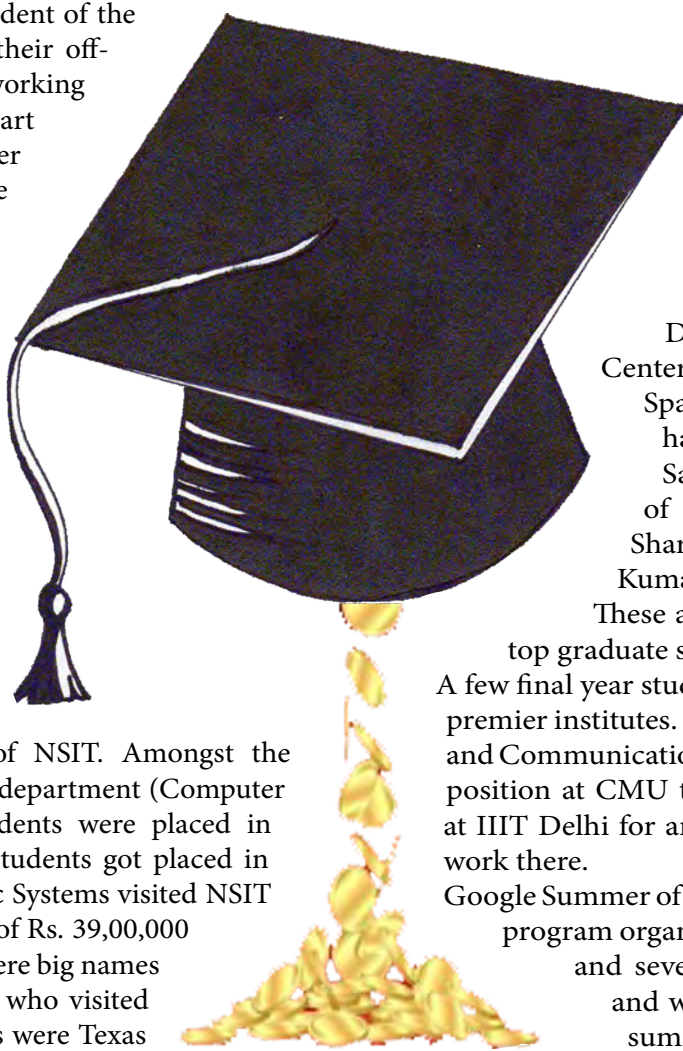 dent of the
their off-
working
art
er
e
of NSIT. Amongst the
department (Computer
dents were placed in
students got placed in
c Systems visited NSIT
of Rs. 39,00,000
ere big names
who visited
s were Texas
D
Center
Spa
ha
Sa
of
Shar
Kuma
These a
top graduate s
A few final year stud
premier institutes.
and Communication
position at CMU t
at IIIT Delhi for an
work there.
Google Summer of
program organ
and seve
and w
sum